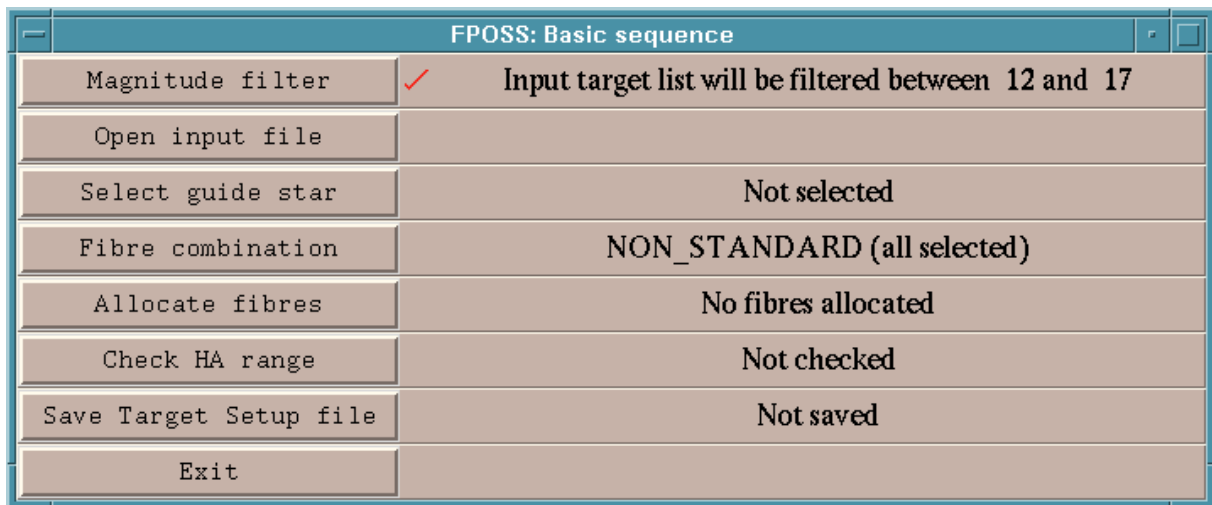 FPOSS: Basic sequence
Magnitude filter Input target list will be filtered between 12 and 17
Open input file
Select guide star Not selected
Fibre combination NON_STANDARD (all selected)
Allocate fibres No fibres allocated
Check HA range Not checked
Save Target Setup file Not saved
Exit